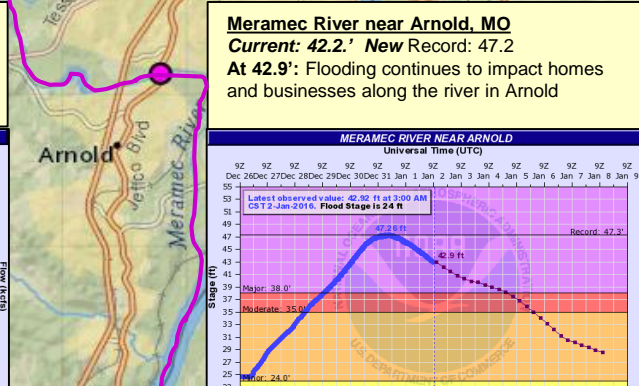 Meramec River near Arnold, MO
Current: 42.2.' New Record: 47.2
At 42.9': Flooding continues to impact homes
and businesses along the river in Arnold
Arnold
Meramec River
MERAMEC RIVER NEAR ARNOLD
Universal Time (UTC)
9Z 9Z 9Z 9Z 9Z 9Z 9Z 9Z 9Z 9Z 9Z 9Z 9Z 9Z 9Z
Dec 26 Dec 27 Dec 28 Dec 29 Dec 30 Dec 31 Jan 1 Jan 2 Jan 3 Jan 4 Jan 5 Jan 6 Jan 7 Jan 8 Jan 9
Latest observed value: 42.92 ft at 3:00 AM
CST 2-Jan-2016. Flood Stage is 24 ft
47.26 ft
Record: 47.3'
42.9 ft
Major: 38.0'
Moderate: 35.0'
Minor: 24.0'
Stage (ft)
55
53
51
49
47
45
43
41
39
37
35
33
31
29
27
25
Flow (kcfs)
U.S. DEPARTMENT OF COMMERCE